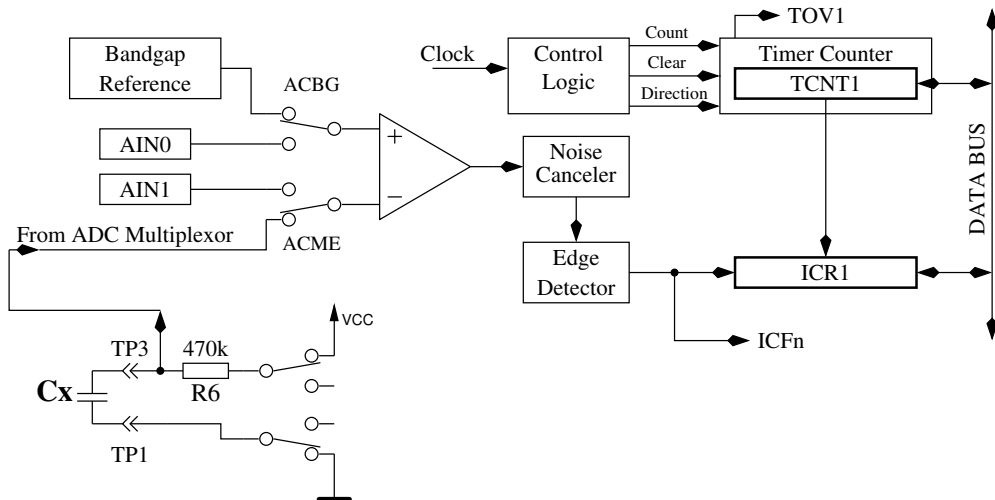 TOV1
Bandgap
Reference
Clock
Control
Logic
Count
Clear
Direction
Timer Counter
TCNT1
ACBG
AIN0
AIN1
+
−
Noise
Canceler
DATA BUS
From ADC Multiplexor
ACME
Edge
Detector
ICR1
ICFn
VCC
TP3
470k
R6
Cx
TP1